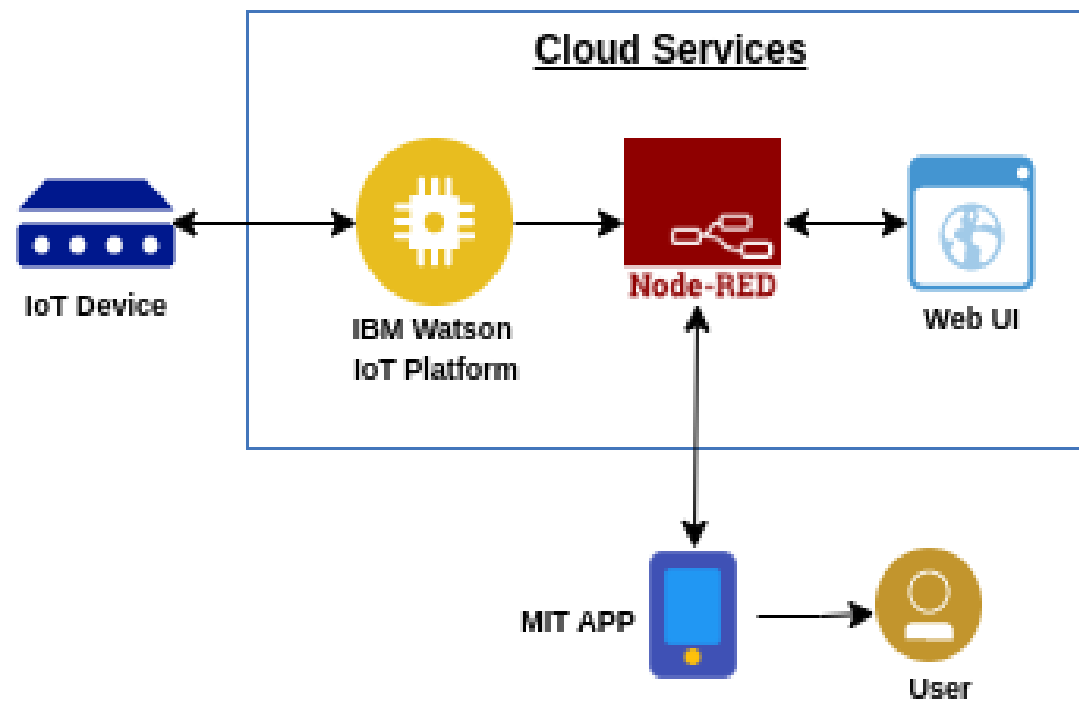 Cloud Services
IoT Device
IBM Watson
IoT Platform
Node-RED
Web UI
MIT APP
User